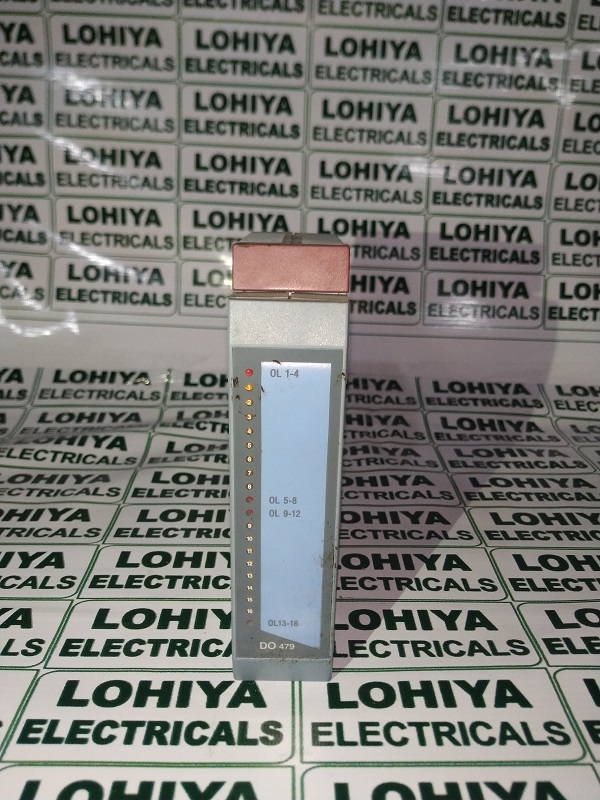 LOHIYA
ELECTRICALS
OL 1-4
1
2
3
4
5
6
7
8
OL 5-8
OL 9-12
9
10
11
12
13
14
15
16
OL13-16
DO 479